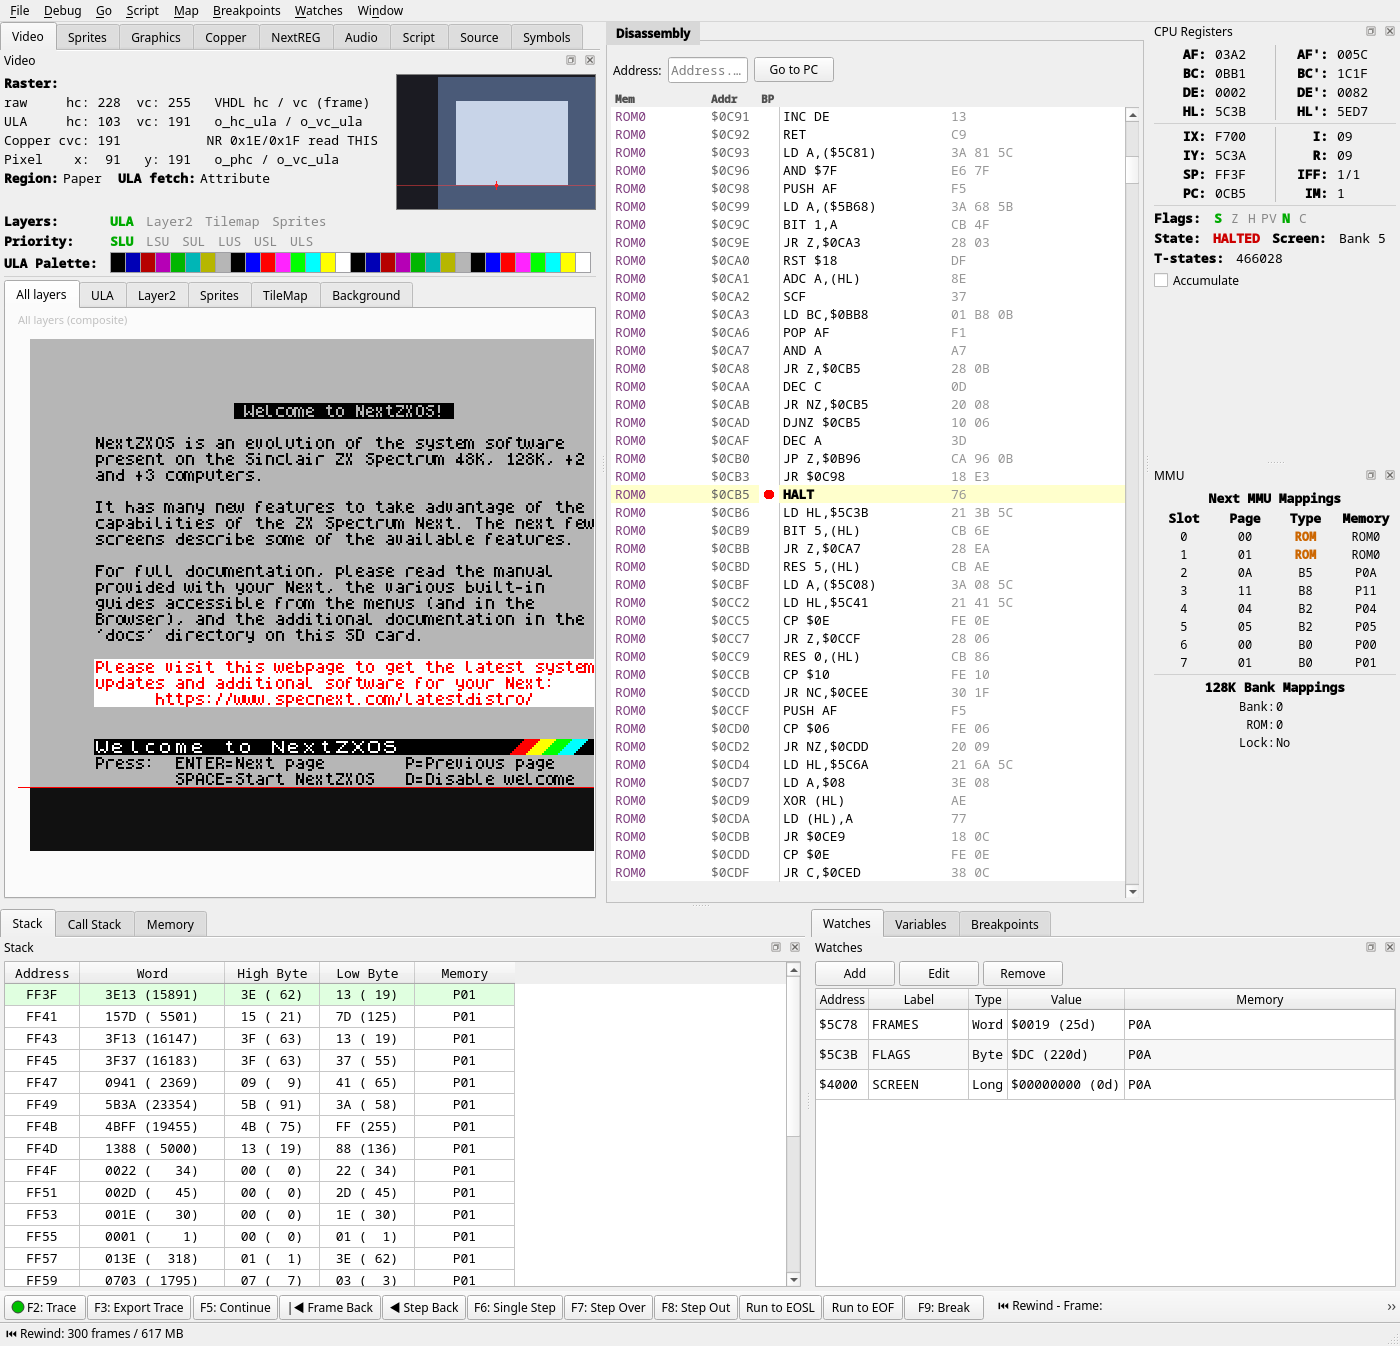 File Debug Go Script Map Breakpoints Watches Window
Video Sprites Graphics Copper NextREG Audio Script Source Symbols
Video
Raster:
raw hc: 228 vc: 255 VHDL hc / vc (frame)
ULA hc: 103 vc: 191 o_hc_ula / o_vc_ula
Copper cvc: 191 NR 0x1E/0x1F read THIS
Pixel x: 91 y: 191 o_phc / o_vc_ula
Region: Paper ULA fetch: Attribute
Layers: ULA Layer2 Tilemap Sprites
Priority: SLU LSU SUL LUS USL ULS
ULA Palette:
All layers ULA Layer2 Sprites TileMap Background
All layers (composite)
Welcome to NextZXOS!
NextZXOS is an evolution of the system software
present on the Sinclair ZX Spectrum 48K, 128K, +2
and +3 computers.
It has many new features to take advantage of the
capabilities of the ZX Spectrum Next. The next few
screens describe some of the available features.
For full documentation, please read the manual
provided with your Next, the various built-in
guides accessible from the menus (and in the
Browser), and the additional documentation in the
'docs' directory on this SD card.
Please visit this webpage to get the latest system
updates and additional software for your Next:
https://www.specnext.com/latestdistro/
Welcome to NextZXOS
Press: ENTER=Next page P=Previous page
SPACE=Start NextZXOS D=Disable welcome
Disassembly
Address: Address.... Go to PC
Mem Addr BP
ROM0 $0C91 INC DE 13
ROM0 $0C92 RET C9
ROM0 $0C93 LD A,($5C81) 3A 81 5C
ROM0 $0C96 AND $7F E6 7F
ROM0 $0C98 PUSH AF F5
ROM0 $0C99 LD A,($5B68) 3A 68 5B
ROM0 $0C9C BIT 1,A CB 4F
ROM0 $0C9E JR Z,$0CA3 28 03
ROM0 $0CA0 RST $18 DF
ROM0 $0CA1 ADC A,(HL) 8E
ROM0 $0CA2 SCF 37
ROM0 $0CA3 LD BC,$0BB8 01 B8 0B
ROM0 $0CA6 POP AF F1
ROM0 $0CA7 AND A A7
ROM0 $0CA8 JR Z,$0CB5 28 0B
ROM0 $0CAA DEC C 0D
ROM0 $0CAB JR NZ,$0CB5 20 08
ROM0 $0CAD DJNZ $0CB5 10 06
ROM0 $0CAF DEC A 3D
ROM0 $0CB0 JP Z,$0B96 CA 96 0B
ROM0 $0CB3 JR $0C98 18 E3
ROM0 $0CB5 HALT 76
ROM0 $0CB6 LD HL,$5C3B 21 3B 5C
ROM0 $0CB9 BIT 5,(HL) CB 6E
ROM0 $0CBB JR Z,$0CA7 28 EA
ROM0 $0CBD RES 5,(HL) CB AE
ROM0 $0CBF LD A,($5C08) 3A 08 5C
ROM0 $0CC2 LD HL,$5C41 21 41 5C
ROM0 $0CC5 CP $0E FE 0E
ROM0 $0CC7 JR Z,$0CCF 28 06
ROM0 $0CC9 RES 0,(HL) CB 86
ROM0 $0CCB CP $10 FE 10
ROM0 $0CCD JR NC,$0CEE 30 1F
ROM0 $0CCF PUSH AF F5
ROM0 $0CD0 CP $06 FE 06
ROM0 $0CD2 JR NZ,$0CDD 20 09
ROM0 $0CD4 LD HL,$5C6A 21 6A 5C
ROM0 $0CD7 LD A,$08 3E 08
ROM0 $0CD9 XOR (HL) AE
ROM0 $0CDA LD (HL),A 77
ROM0 $0CDB JR $0CE9 18 0C
ROM0 $0CDD CP $0E FE 0E
ROM0 $0CDF JR C,$0CED 38 0C
CPU Registers
AF: 03A2 AF': 005C
BC: 0BB1 BC': 1C1F
DE: 0002 DE': 0082
HL: 5C3B HL': 5ED7
IX: F700 I: 09
IY: 5C3A R: 09
SP: FF3F IFF: 1/1
PC: 0CB5 IM: 1
Flags: S Z H PV N C
State: HALTED Screen: Bank 5
T-states: 466028
Accumulate
MMU
Next MMU Mappings
Slot Page Type Memory
0 00 ROM ROM0
1 01 ROM ROM0
2 0A B5 P0A
3 11 B8 P11
4 04 B2 P04
5 05 B2 P05
6 00 B0 P00
7 01 B0 P01
128K Bank Mappings
Bank:0
ROM:0
Lock:No
Stack Call Stack Memory
Stack
Address Word High Byte Low Byte Memory
FF3F 3E13 (15891) 3E ( 62) 13 ( 19) P01
FF41 157D ( 5501) 15 ( 21) 7D (125) P01
FF43 3F13 (16147) 3F ( 63) 13 ( 19) P01
FF45 3F37 (16183) 3F ( 63) 37 ( 55) P01
FF47 0941 ( 2369) 09 ( 9) 41 ( 65) P01
FF49 5B3A (23354) 5B ( 91) 3A ( 58) P01
FF4B 4BFF (19455) 4B ( 75) FF (255) P01
FF4D 1388 ( 5000) 13 ( 19) 88 (136) P01
FF4F 0022 ( 34) 00 ( 0) 22 ( 34) P01
FF51 002D ( 45) 00 ( 0) 2D ( 45) P01
FF53 001E ( 30) 00 ( 0) 1E ( 30) P01
FF55 0001 ( 1) 00 ( 0) 01 ( 1) P01
FF57 013E ( 318) 01 ( 1) 3E ( 62) P01
FF59 0703 ( 1795) 07 ( 7) 03 ( 3) P01
Watches Variables Breakpoints
Watches
Add Edit Remove
Address Label Type Value Memory
$5C78 FRAMES Word $0019 (25d) P0A
$5C3B FLAGS Byte $DC (220d) P0A
$4000 SCREEN Long $00000000 (0d) P0A
F2: Trace F3: Export Trace F5: Continue |◀ Frame Back ◀ Step Back F6: Single Step F7: Step Over F8: Step Out Run to EOSL Run to EOF F9: Break ⏮ Rewind - Frame: »
⏮ Rewind: 300 frames / 617 MB